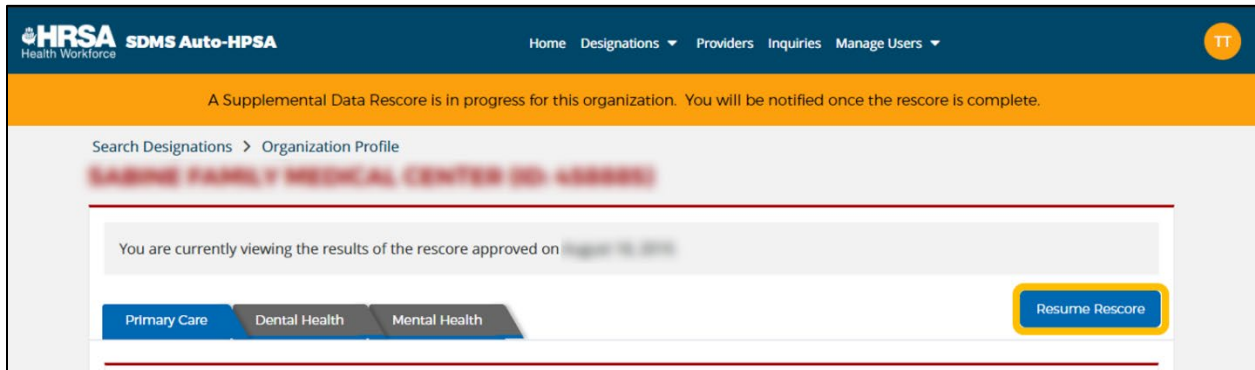 HRSA
Health Workforce
SDMS Auto-HPSA
Home Designations Providers Inquiries Manage Users
TT
A Supplemental Data Rescore is in progress for this organization. You will be notified once the rescore is complete.
Search Designations > Organization Profile
You are currently viewing the results of the rescore approved on
Primary Care Dental Health Mental Health
Resume Rescore